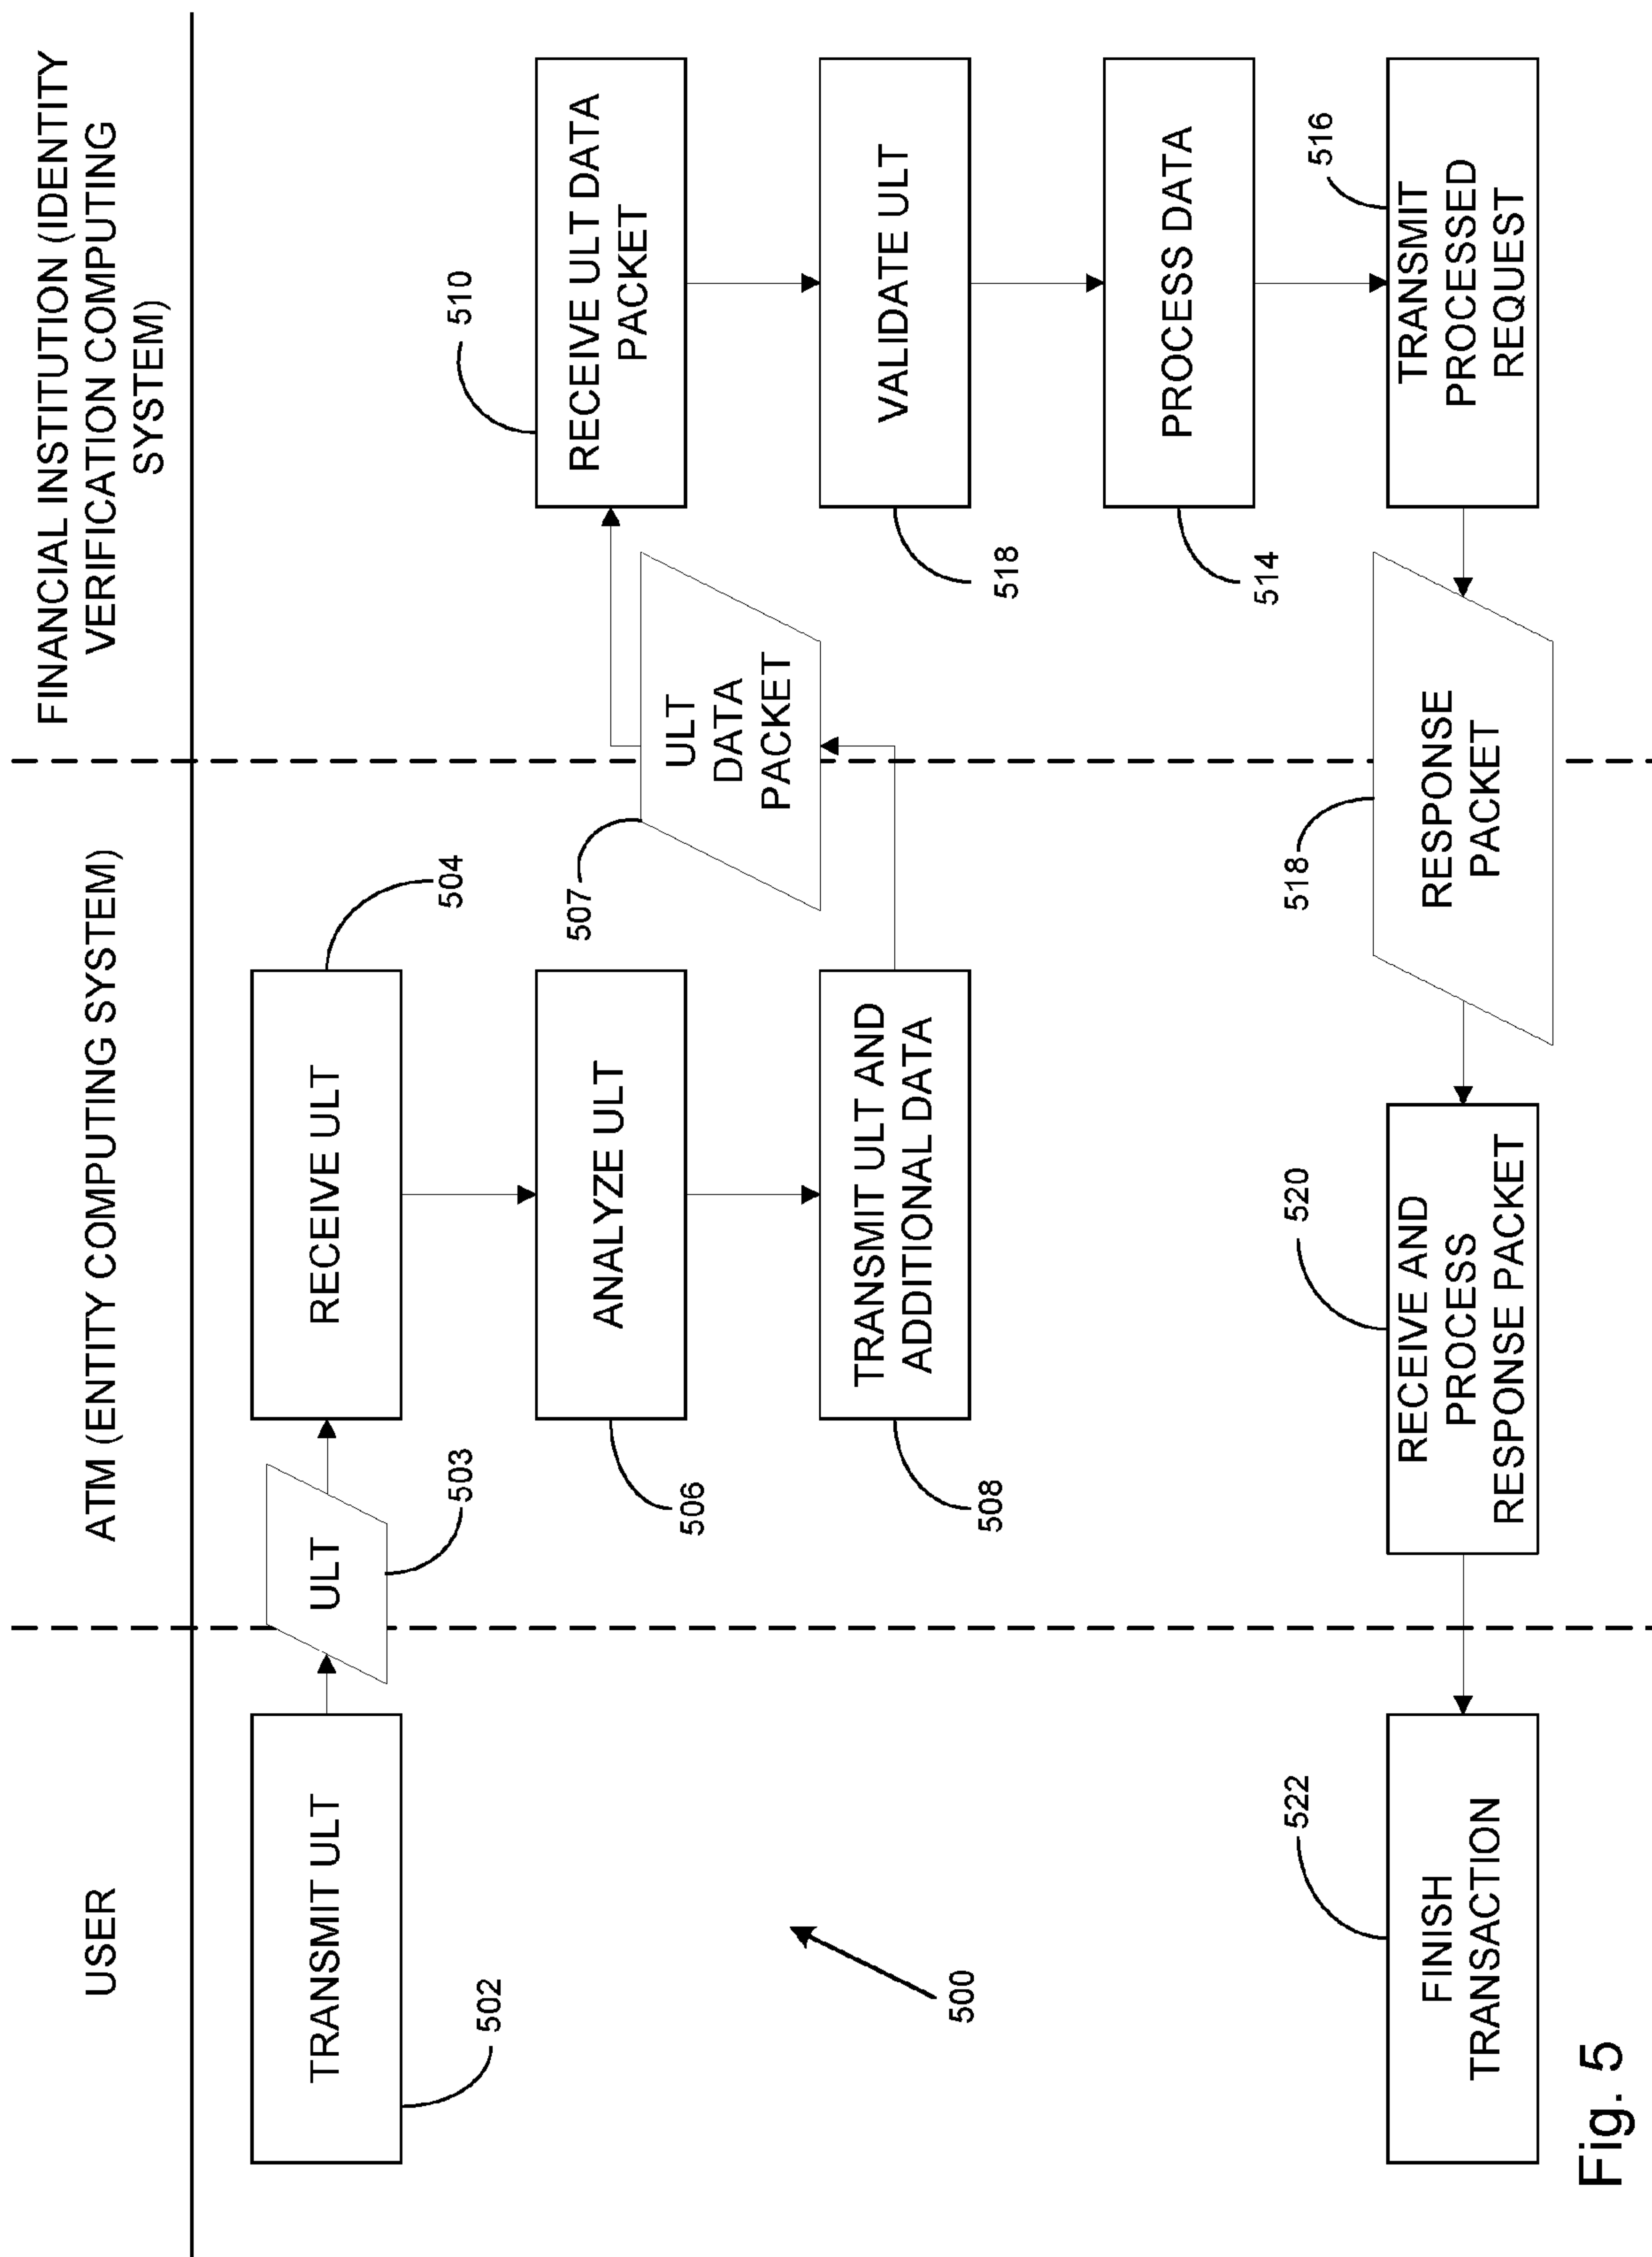 USER
ATM (ENTITY COMPUTING SYSTEM)
FINANCIAL INSTITUTION (IDENTITY
VERIFICATION COMPUTING
SYSTEM)
TRANSMIT ULT
502
ULT
503
RECEIVE ULT
504
ANALYZE ULT
506
TRANSMIT ULT AND
ADDITIONAL DATA
508
ULT
DATA
PACKET
507
RECEIVE ULT DATA
PACKET
510
VALIDATE ULT
518
PROCESS DATA
514
TRANSMIT
PROCESSED
REQUEST
516
RESPONSE
PACKET
518
RECEIVE AND
PROCESS
RESPONSE PACKET
520
FINISH
TRANSACTION
522
500
Fig. 5